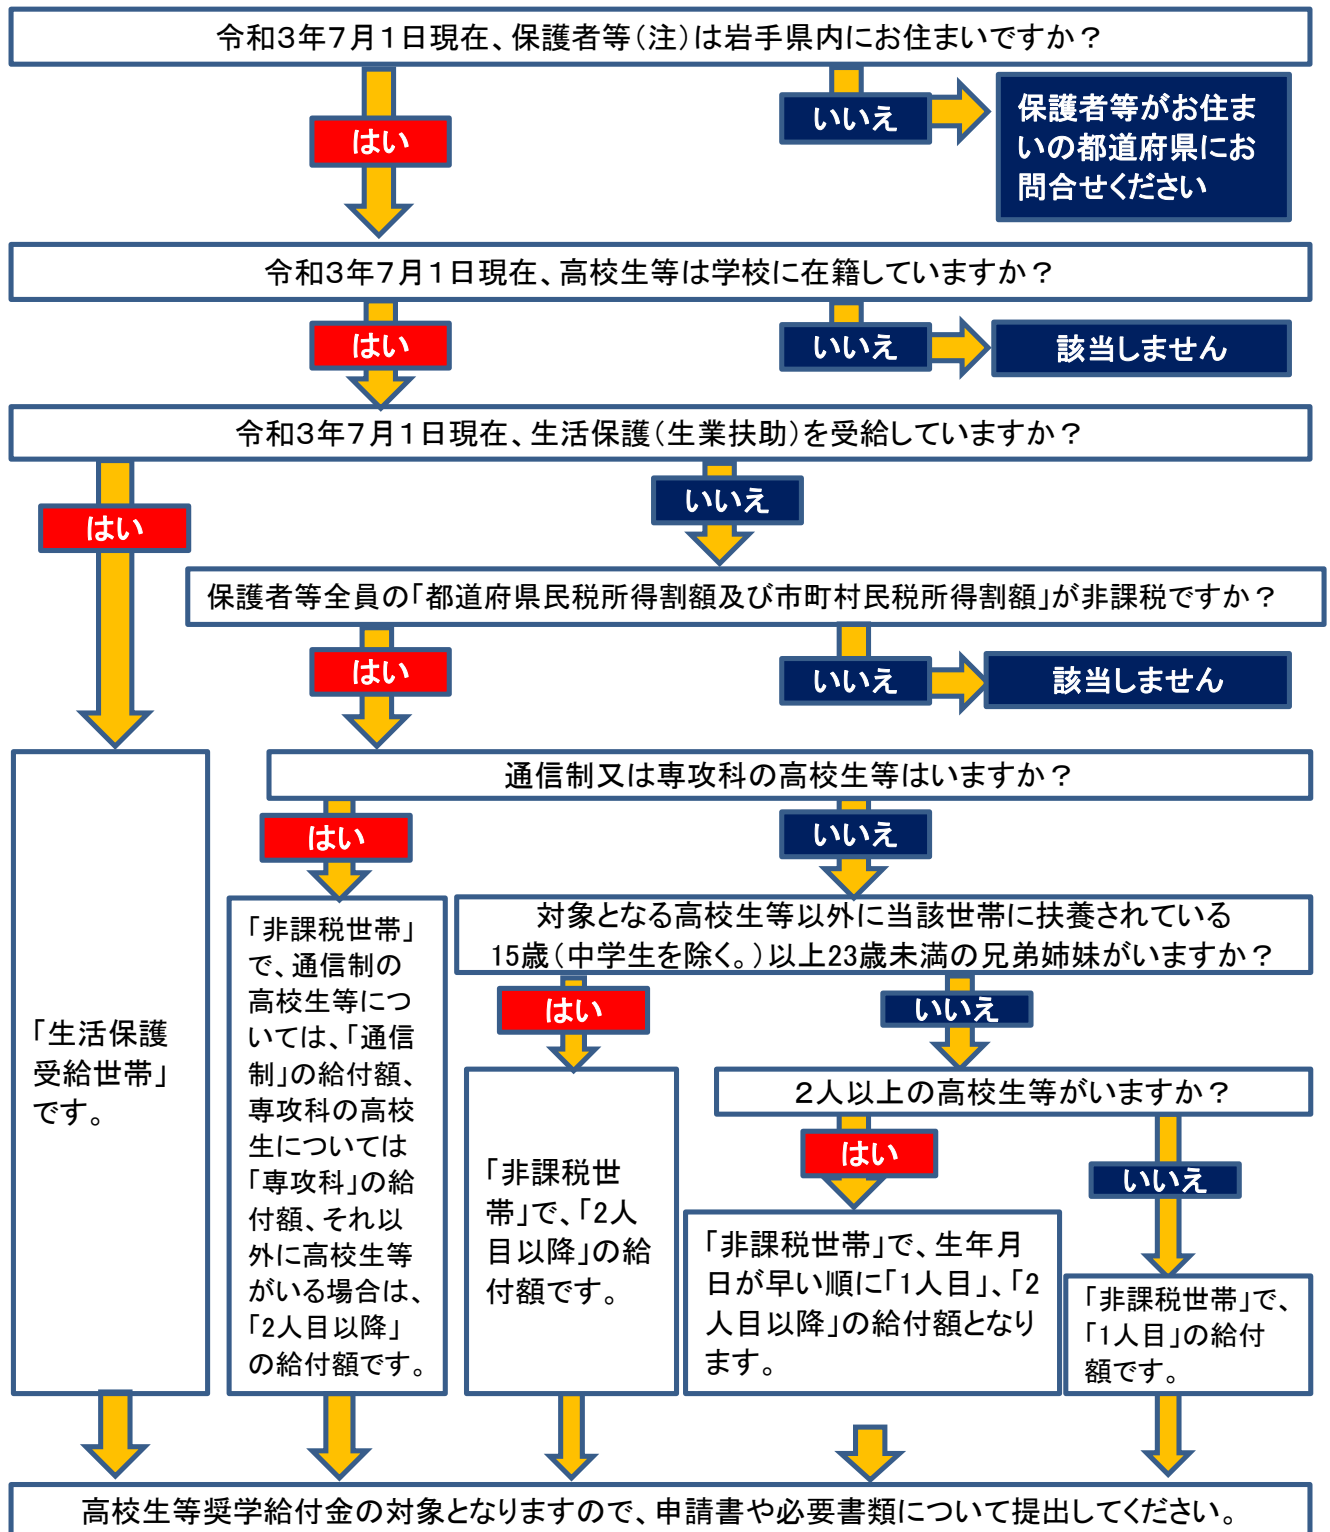 令和3年7月1日現在、保護者等(注)は岩手県内にお住まいですか?
はい
いいえ
保護者等がお住ま
いの都道府県にお
問合せください
令和3年7月1日現在、高校生等は学校に在籍していますか?
はい
いいえ
該当しません
令和3年7月1日現在、生活保護(生業扶助)を受給していますか?
はい
いいえ
保護者等全員の「都道府県民税所得割額及び市町村民税所得割額」が非課税ですか?
はい
いいえ
該当しません
通信制又は専攻科の高校生等はいますか?
はい
いいえ
対象となる高校生等以外に当該世帯に扶養されている
15歳(中学生を除く。)以上23歳未満の兄弟姉妹がいますか?
はい
いいえ
2人以上の高校生等がいますか?
はい
いいえ
「生活保護
受給世帯」
です。
「非課税世帯」
で、通信制の
高校生等につ
いては、「通信
制」の給付額、
専攻科の高校
生については
「専攻科」の給
付額、それ以
外に高校生等
がいる場合は、
「2人目以降」
の給付額です。
「非課税世
帯」で、「2人
目以降」の給
付額です。
「非課税世帯」で、生年月
日が早い順に「1人目」、「2
人目以降」の給付額となり
ます。
「非課税世帯」で、
「1人目」の給付
額です。
高校生等奨学給付金の対象となりますので、申請書や必要書類について提出してください。